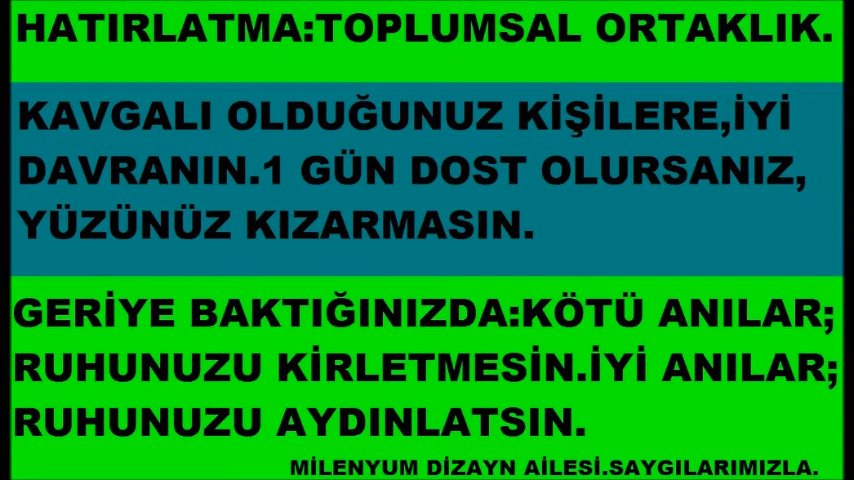 HATIRLATMA:TOPLUMSAL ORTAKLIK.
KAVGALI OLDUĞUNUZ KİŞİLERE,İYİ
DAVRANIN.1 GÜN DOST OLURSANIZ,
YÜZÜNÜZ KIZARMASIN.
GERİYE BAKTIĞINIZDA:KÖTÜ ANILAR;
RUHUNUZU KİRLETMESİN.İYİ ANILAR;
RUHUNUZU AYDINLATSIN.
MİLENYUM DİZAYN AİLESİ.SAYGILARIMIZLA.